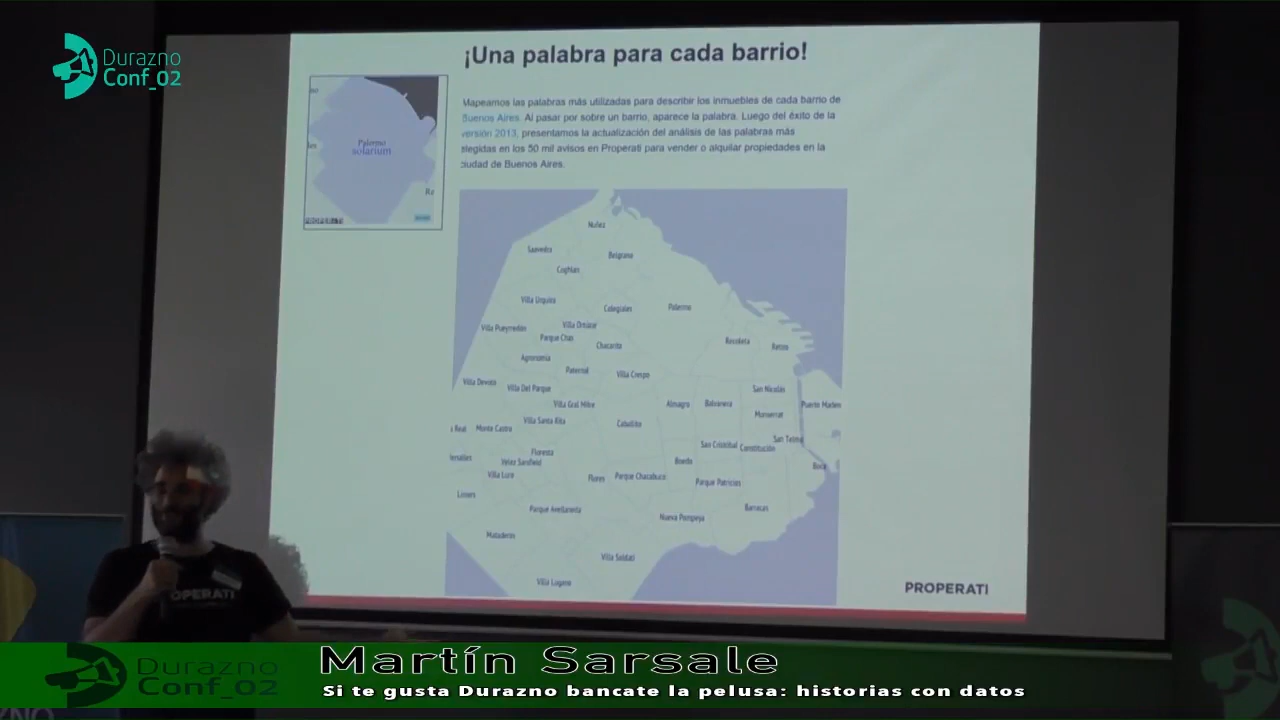 Durazno
Conf_02
¡Una palabra para cada barrio!
Mapeamos las palabras más utilizadas para describir los inmuebles de cada barrio de
Buenos Aires. Al pasar por sobre un barrio, aparece la palabra. Luego del éxito de la
versión 2013, presentamos la actualización del análisis de las palabras más
elegidas en los 50 mil avisos en Properati para vender o alquilar propiedades en la
ciudad de Buenos Aires.
Palermo
solarium
Re
Nuñez
Saavedra
Belgrano
Coghlan
Villa Urquiza
Colegiales
Palermo
Villa Pueyrredón
Villa Ortúzar
Parque Chas
Chacarita
Recoleta
Retiro
Agronomía
Paternal
Villa Crespo
Villa Devoto
Villa Del Parque
San Nicolás
Villa Gral Mitre
Almagro
Balvanera
Puerto Madero
Monserrat
Villa Santa Rita
Caballito
Real
Monte Castro
San Telmo
San Cristóbal
Constitución
Floresta
Versalles
Vélez Sarsfield
Boedo
Boca
Villa Luro
Flores
Parque Chacabuco
Parque Patricios
Liniers
Parque Avellaneda
Barracas
Nueva Pompeya
Mataderos
Villa Soldati
Villa Lugano
PROPERATI
PROPERATI
Durazno
Conf_02
Martín Sarsale
Si te gusta Durazno bancate la pelusa: historias con datos